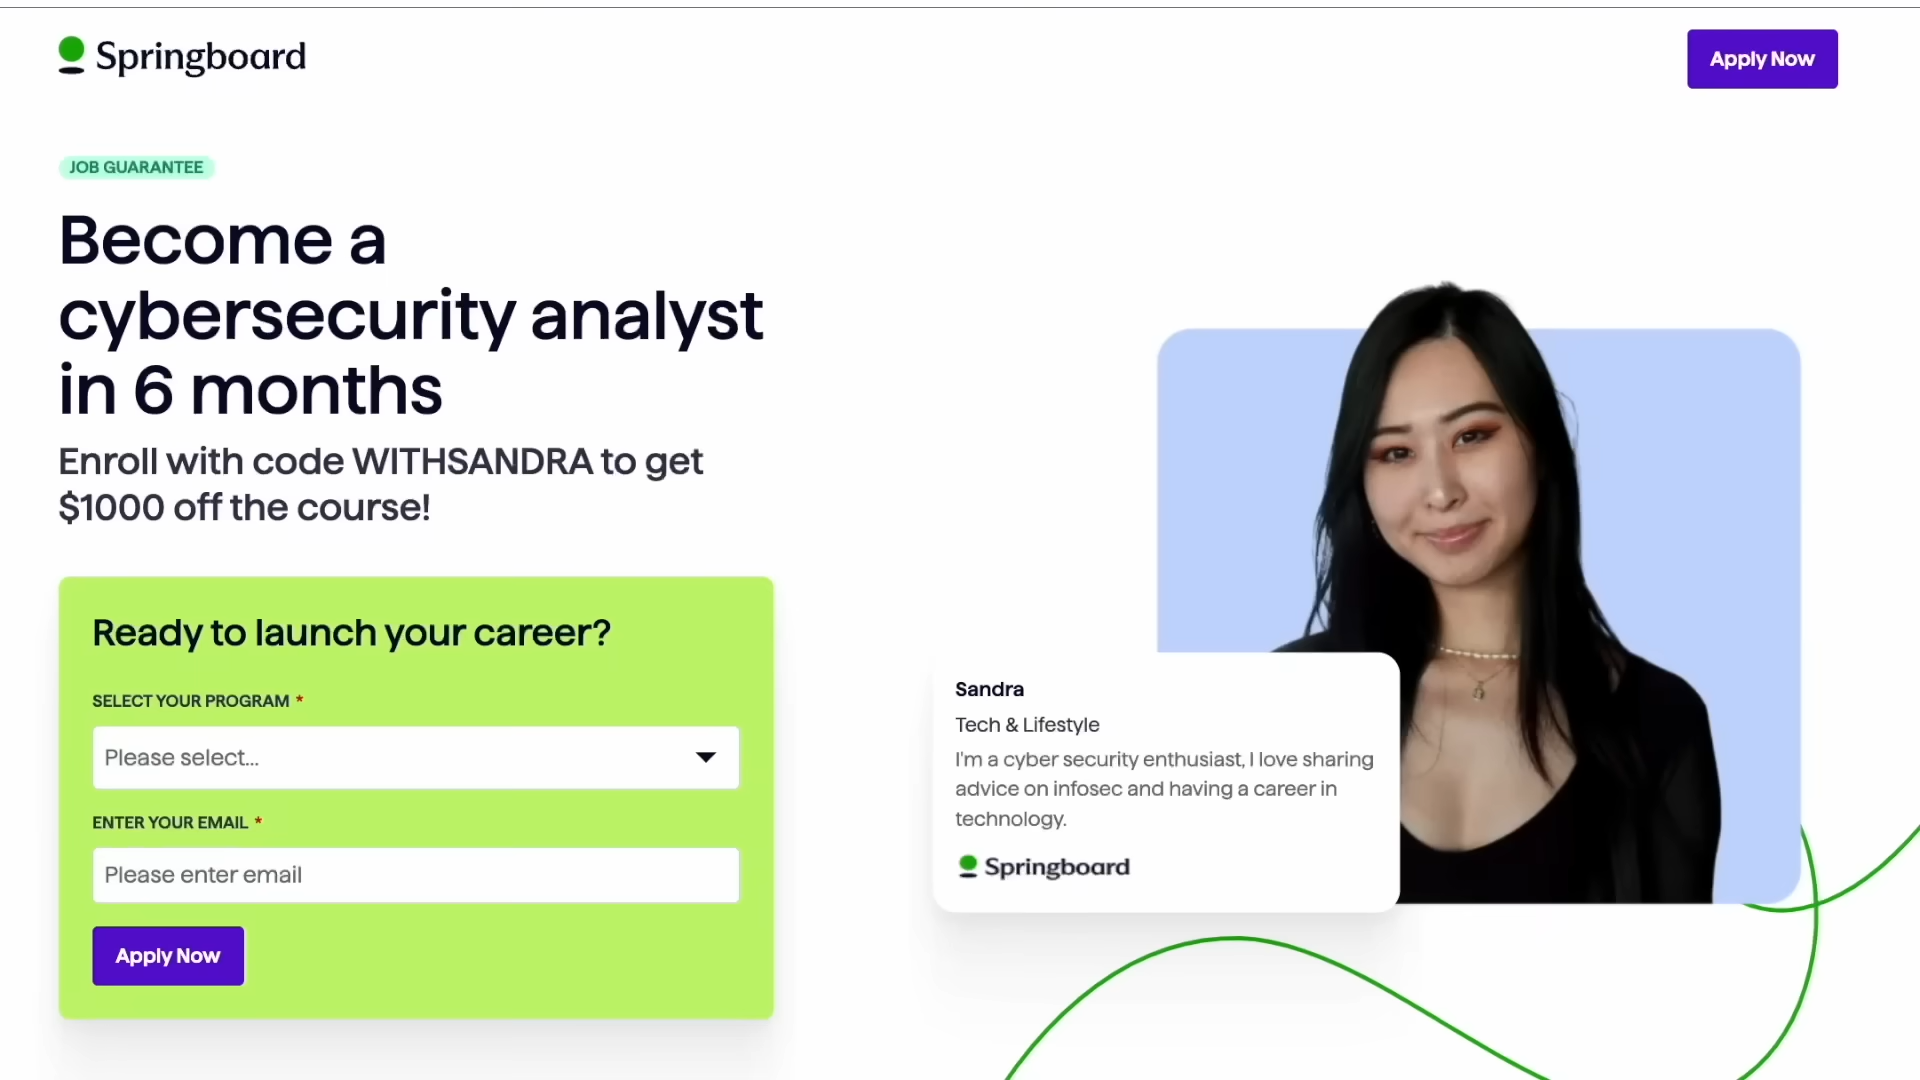 Springboard
Apply Now
JOB GUARANTEE
Become a
cybersecurity analyst
in 6 months
Enroll with code WITHSANDRA to get
$1000 off the course!
Ready to launch your career?
SELECT YOUR PROGRAM *
Please select...
ENTER YOUR EMAIL *
Please enter email
Apply Now
Sandra
Tech & Lifestyle
I'm a cyber security enthusiast, I love sharing
advice on infosec and having a career in
technology.
Springboard